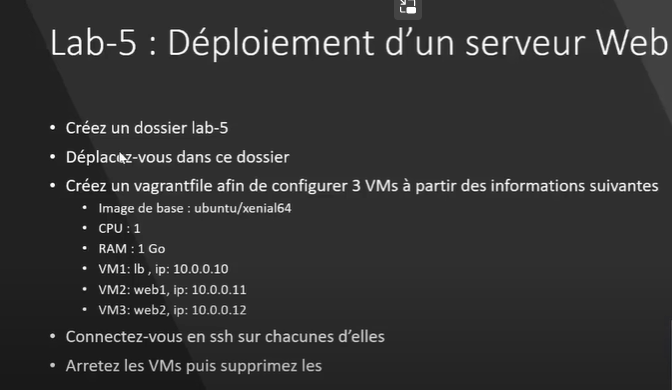 Lab-5 : Déploiement d'un serveur Web
• Créez un dossier lab-5
• Déplacez-vous dans ce dossier
• Créez un vagrantfile afin de configurer 3 VMs à partir des informations suivantes
• Image de base : ubuntu/xenial64
• CPU : 1
• RAM : 1 Go
• VM1: lb , ip: 10.0.0.10
• VM2: web1, ip: 10.0.0.11
• VM3: web2, ip: 10.0.0.12
• Connectez-vous en ssh sur chacunes d'elles
• Arretez les VMs puis supprimez les